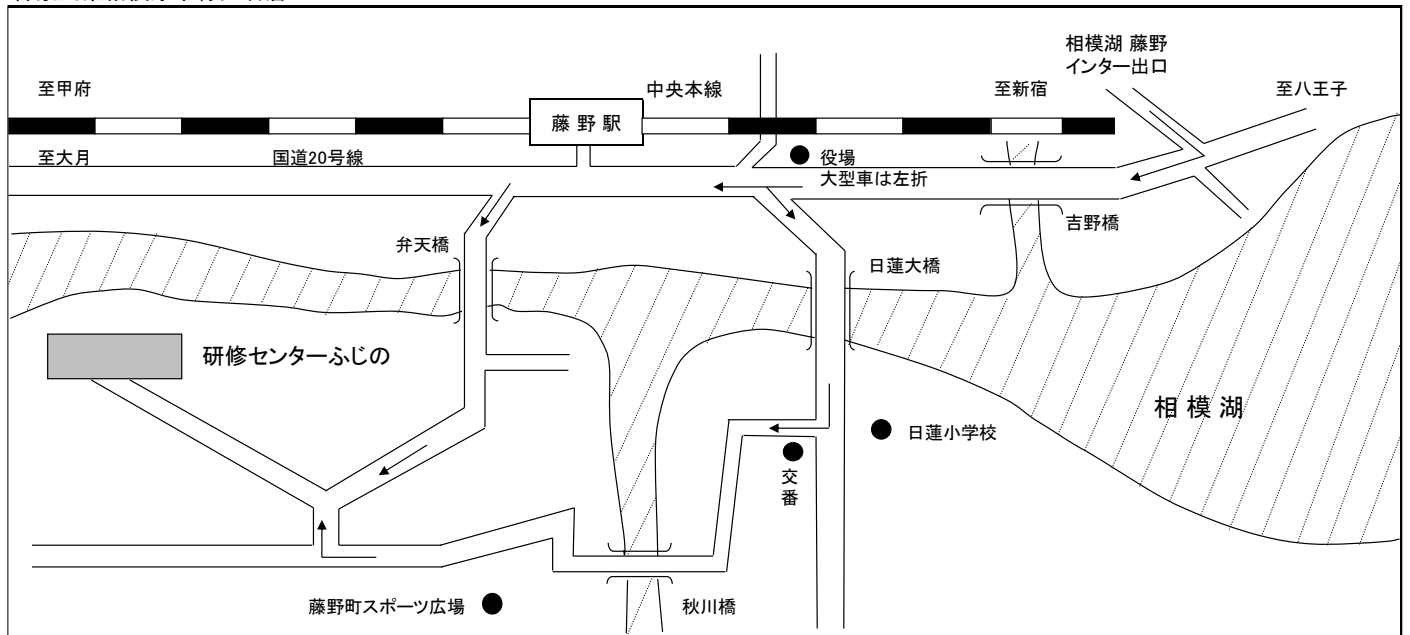 相模湖 藤野
インター出口
至甲府
中央本線
至新宿
至八王子
藤野駅
至大月
国道20号線
役場
大型車は左折
吉野橋
弁天橋
日蓮大橋
研修センターふじの
相模湖
日蓮小学校
交番
藤野町スポーツ広場
秋川橋